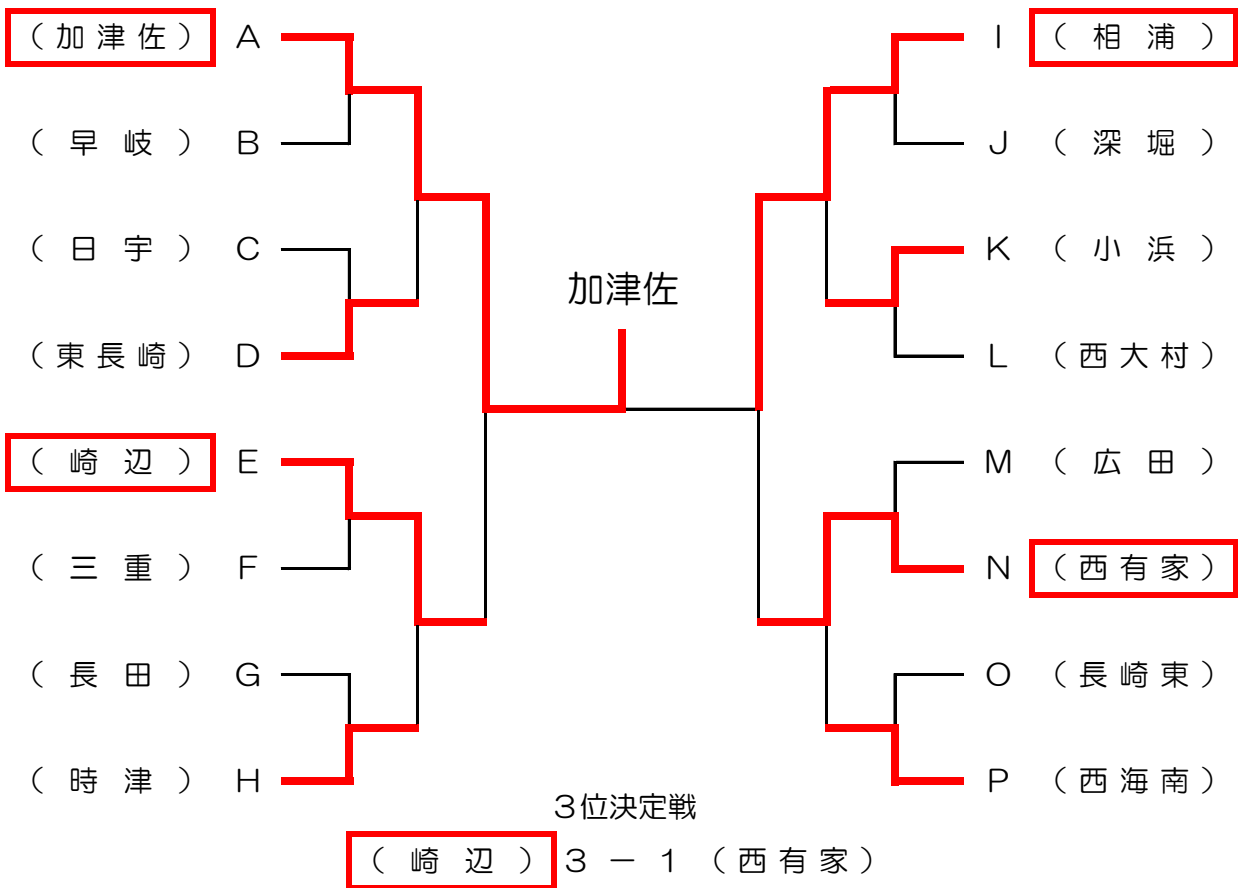 （加津佐） A
（早岐） B
（日宇） C
（東長崎） D
（崎辺） E
（三重） F
（長田） G
（時津） H
加津佐
I （相浦）
J （深堀）
K （小浜）
L （西大村）
M （広田）
N （西有家）
O （長崎東）
P （西海南）
３位決定戦
（崎辺）３－１（西有家）